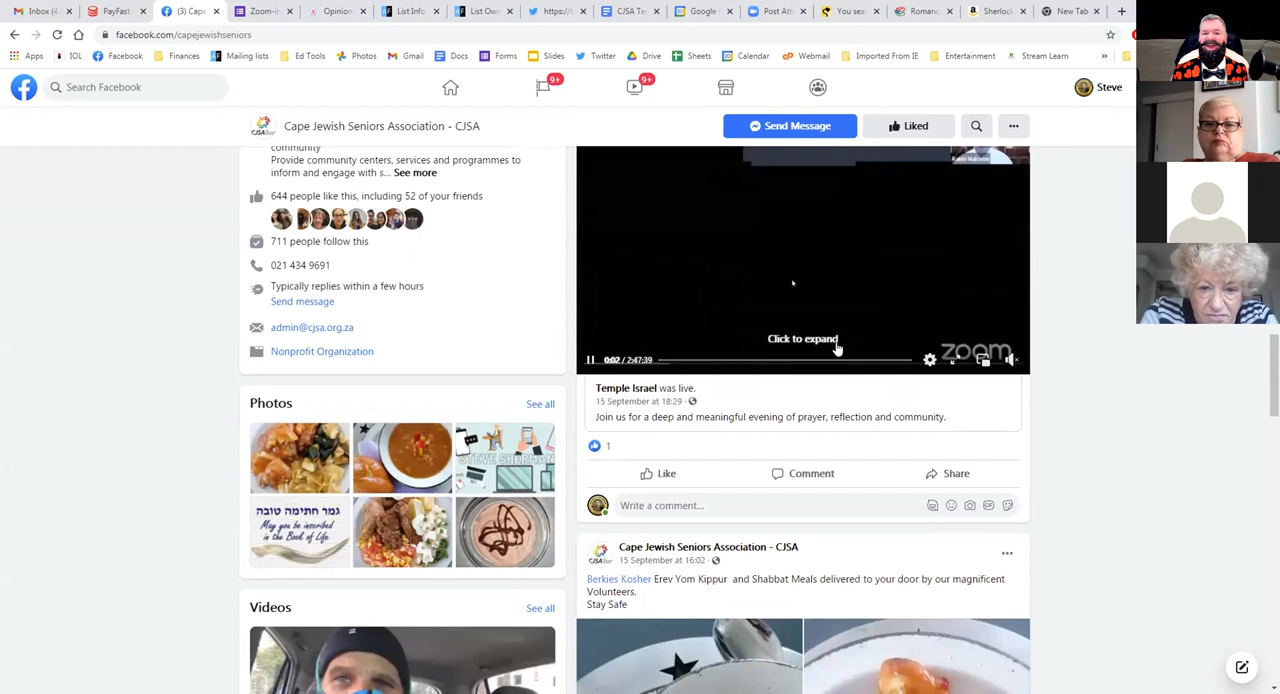 Inbox (4:
PayFast
(3) Cape
Zoom-i
Opinion
List Info
List Ow
https://t
CJSA Te
Google
Post Att
You sea
Romano
Sherlock
New Tab
facebook.com/capejewishseniors
Apps
IOL
Facebook
Finances
Mailing lists
Ed Tools
Photos
Gmail
Docs
Forms
Slides
Twitter
Drive
Sheets
Calendar
Webmail
Imported From IE
Entertainment
Stream Learn
Search Facebook
9+
9+
Steve
CJSA
Cape Jewish Seniors Association - CJSA
Send Message
Liked
community
Provide community centers, services and programmes to
inform and engage with s... See more
644 people like this, including 52 of your friends
711 people follow this
021 434 9691
Typically replies within a few hours
Send message
admin@cjsa.org.za
Nonprofit Organization
Photos
See all
STEVE SHERMAN
גמר חתימה טובה
May you be inscribed
in the Book of Life
Videos
See all
Rabbi Malcolm
Click to expand
0:02 / 2:47:39
zoom
Temple Israel was live.
15 September at 18:29
Join us for a deep and meaningful evening of prayer, reflection and community.
1
Like
Comment
Share
Write a comment...
CJSA
Cape Jewish Seniors Association - CJSA
15 September at 16:02
Berkies Kosher Erev Yom Kippur and Shabbat Meals delivered to your door by our magnificent
Volunteers.
Stay Safe